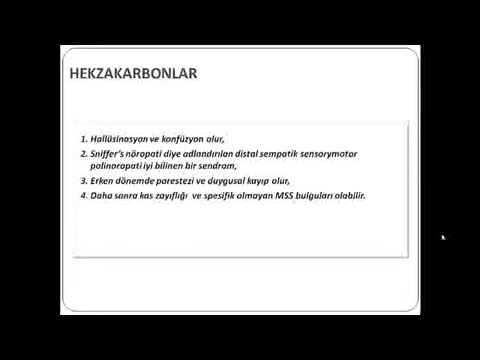 HEKZAKARBONLAR
1. Hallüsinasyon ve konfüzyon olur,
2. Sniffer's nöropati diye adlandırılan distal sempatik sensorymotor
polinoropati iyi bilinen bir sendrom,
3. Erken dönemde parestezi ve duygusal kayıp olur,
4. Daha sonra kas zayıflığı ve spesifik olmayan MSS bulguları olabilir.